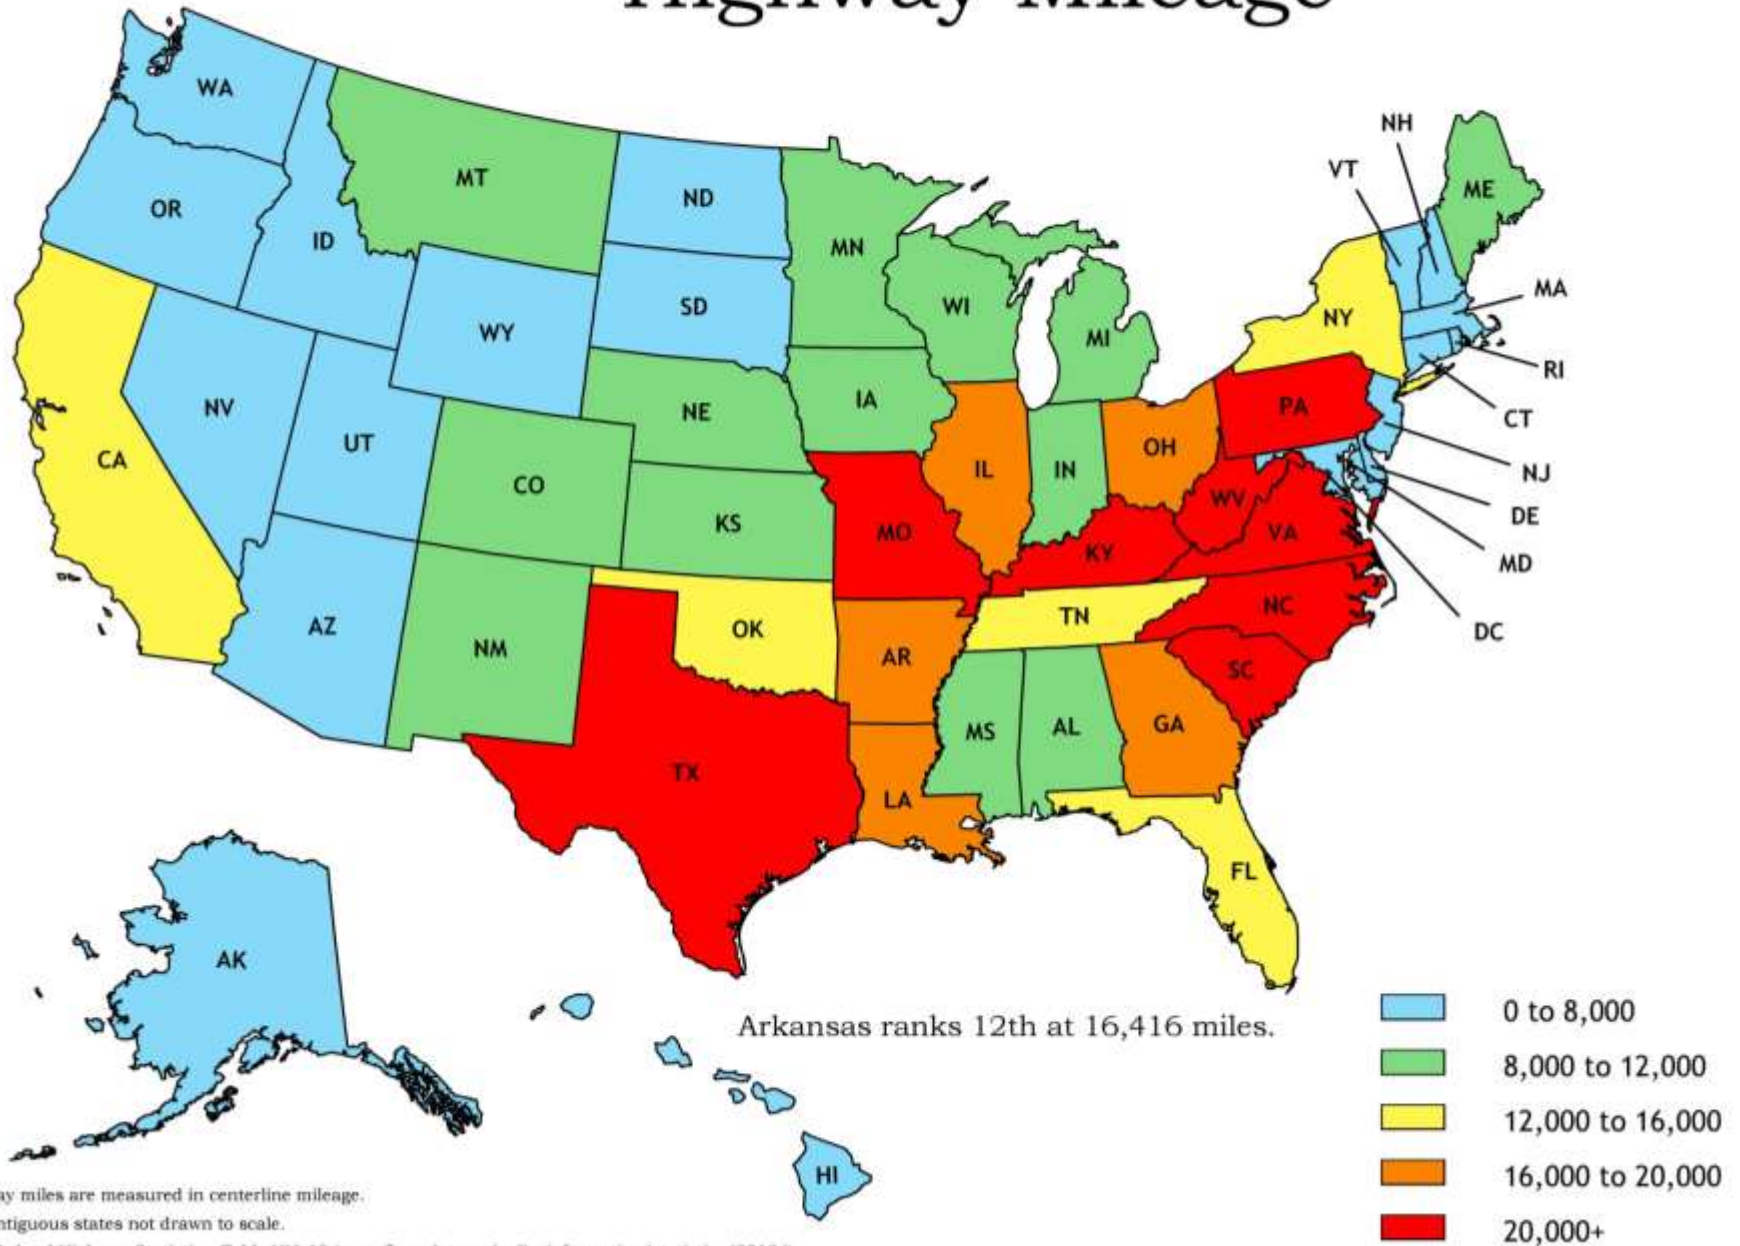 Highway Mileage
NH
VT
ME
WA
MT
ND
OR
ID
MN
MA
SD
WI
NY
WY
MI
RI
NV
NE
IA
PA
CT
UT
CA
CO
IL
IN
OH
NJ
KS
WV
DE
MO
KY
VA
MD
AZ
NM
OK
TN
NC
DC
AR
SC
MS
AL
GA
TX
LA
FL
AK
HI
Arkansas ranks 12th at 16,416 miles.
0 to 8,000
8,000 to 12,000
12,000 to 16,000
16,000 to 20,000
20,000+
ay miles are measured in centerline mileage.
ntiguous states not drawn to scale.